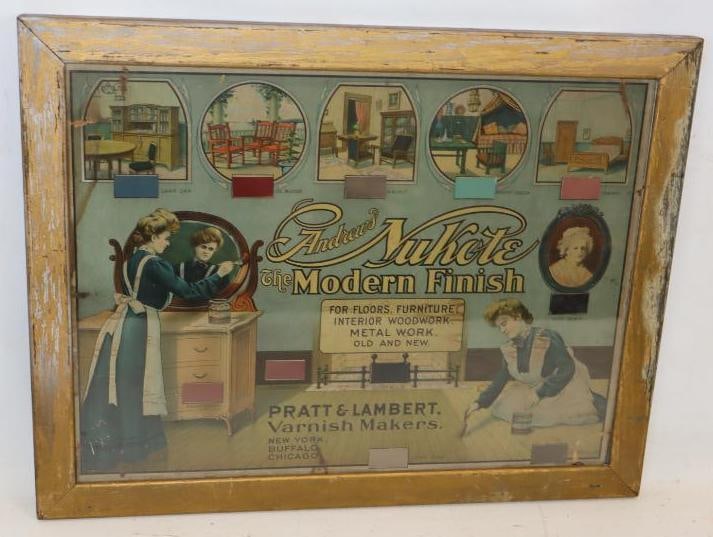 Andrew's Nukote
The Modern Finish
FOR FLOORS, FURNITURE
INTERIOR WOODWORK
METAL WORK
OLD AND NEW.
PRATT & LAMBERT.
Varnish Makers.
NEW YORK,
BUFFALO,
CHICAGO